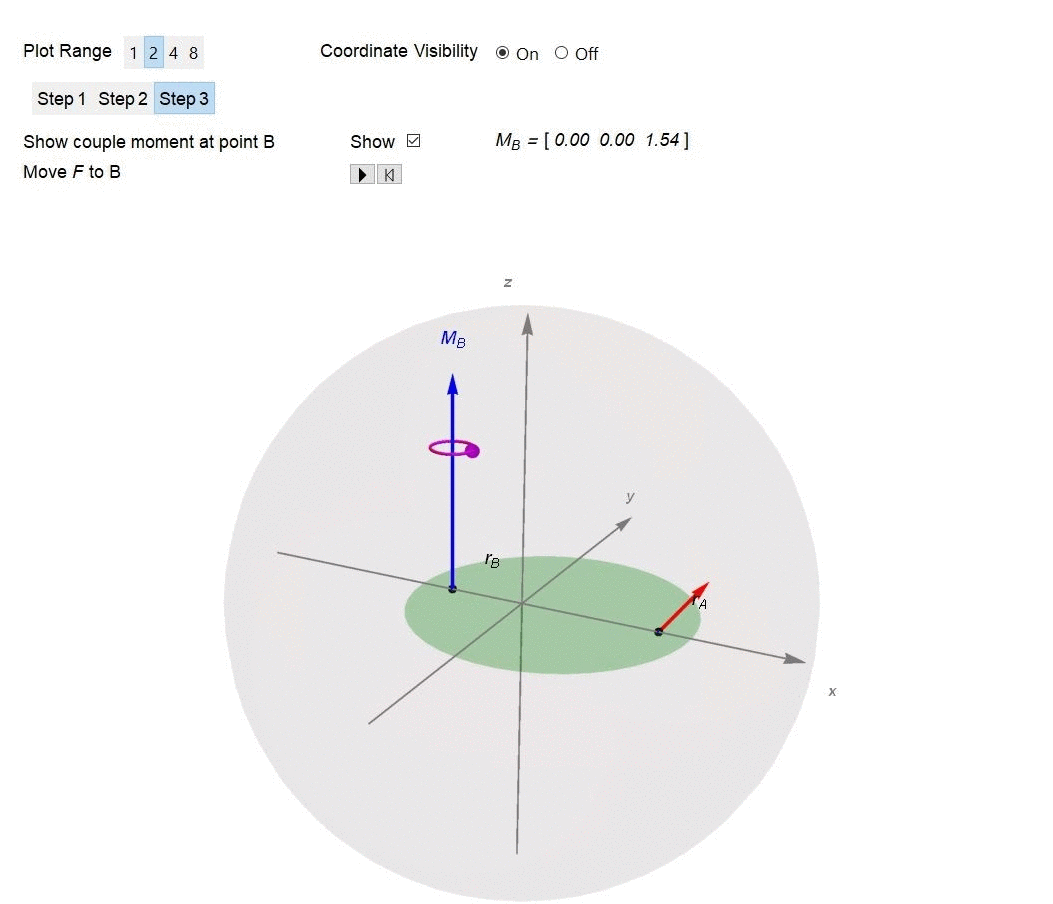 Plot Range 1 2 4 8 Coordinate Visibility On Off
Step 1 Step 2 Step 3
Show couple moment at point B Show M_B = [ 0.00 0.00 1.54 ]
Move F to B
z
M_B
y
r_B
r_A
x